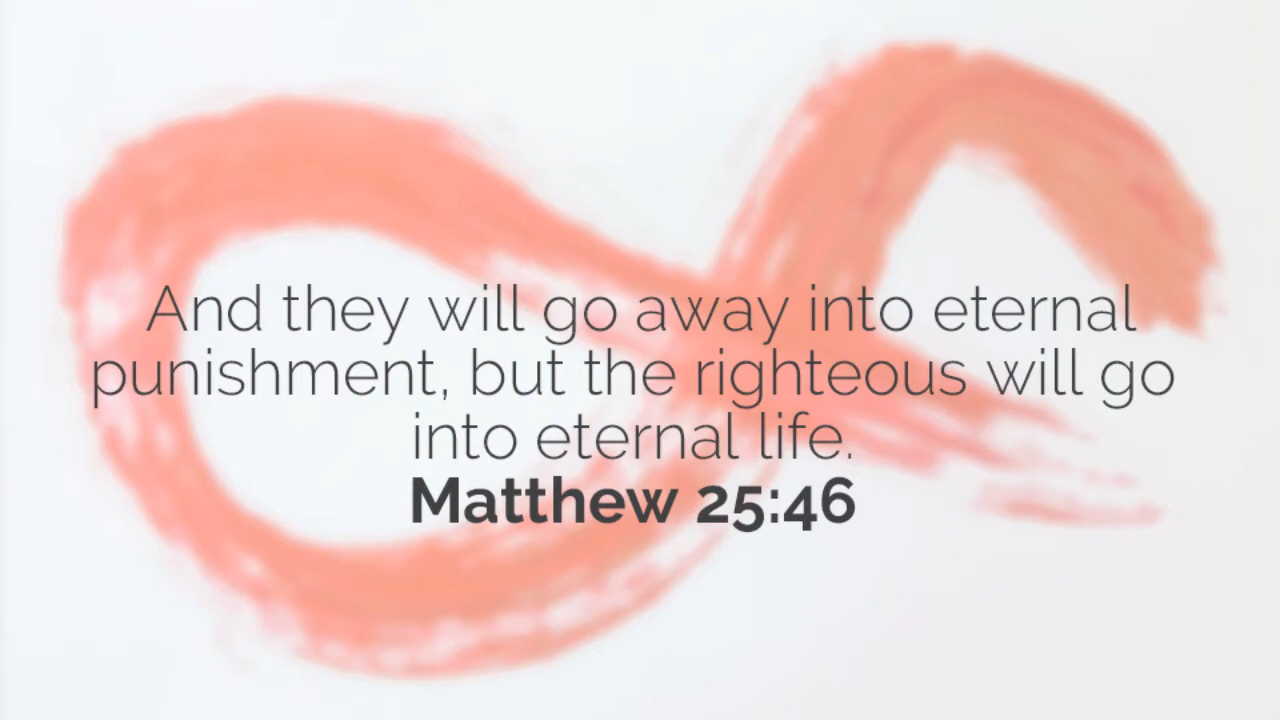 And they will go away into eternal
punishment, but the righteous will go
into eternal life.
Matthew 25:46